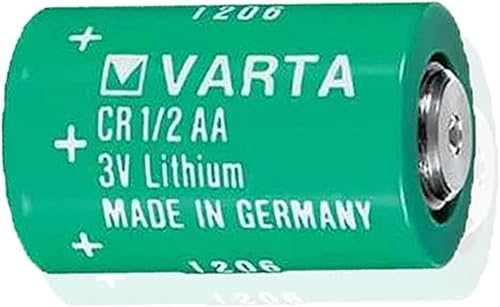 1206
+
VARTA
+ CR 1/2 AA
3V Lithium
MADE IN GERMANY
+
1206